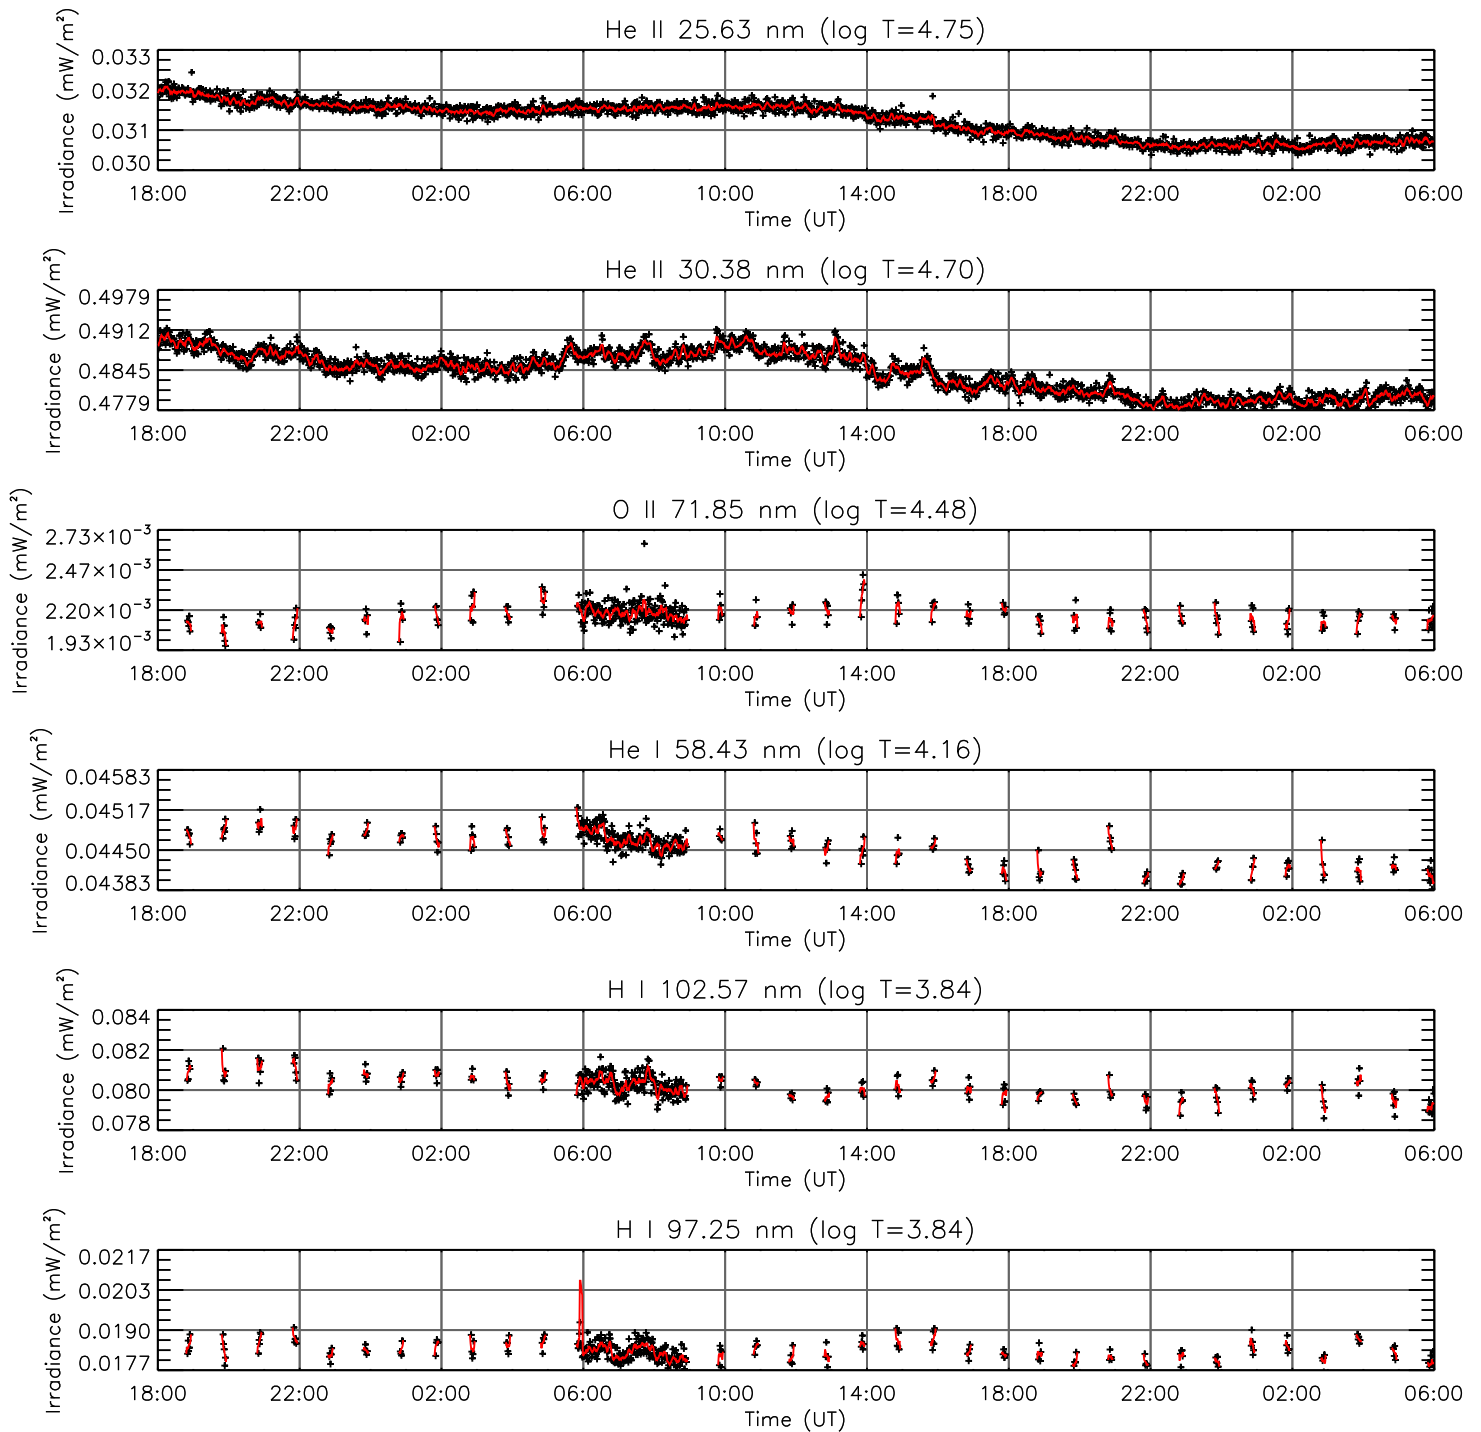 He II 25.63 nm (log T=4.75)
Irradiance (mW/m²)
0.033
0.032
0.031
0.030
18:00 22:00 02:00 06:00 10:00 14:00 18:00 22:00 02:00 06:00
Time (UT)
He II 30.38 nm (log T=4.70)
Irradiance (mW/m²)
0.4979
0.4912
0.4845
0.4779
18:00 22:00 02:00 06:00 10:00 14:00 18:00 22:00 02:00 06:00
Time (UT)
O II 71.85 nm (log T=4.48)
Irradiance (mW/m²)
2.73×10⁻³
2.47×10⁻³
2.20×10⁻³
1.93×10⁻³
18:00 22:00 02:00 06:00 10:00 14:00 18:00 22:00 02:00 06:00
Time (UT)
He I 58.43 nm (log T=4.16)
Irradiance (mW/m²)
0.04583
0.04517
0.04450
0.04383
18:00 22:00 02:00 06:00 10:00 14:00 18:00 22:00 02:00 06:00
Time (UT)
H I 102.57 nm (log T=3.84)
Irradiance (mW/m²)
0.084
0.082
0.080
0.078
18:00 22:00 02:00 06:00 10:00 14:00 18:00 22:00 02:00 06:00
Time (UT)
H I 97.25 nm (log T=3.84)
Irradiance (mW/m²)
0.0217
0.0203
0.0190
0.0177
18:00 22:00 02:00 06:00 10:00 14:00 18:00 22:00 02:00 06:00
Time (UT)